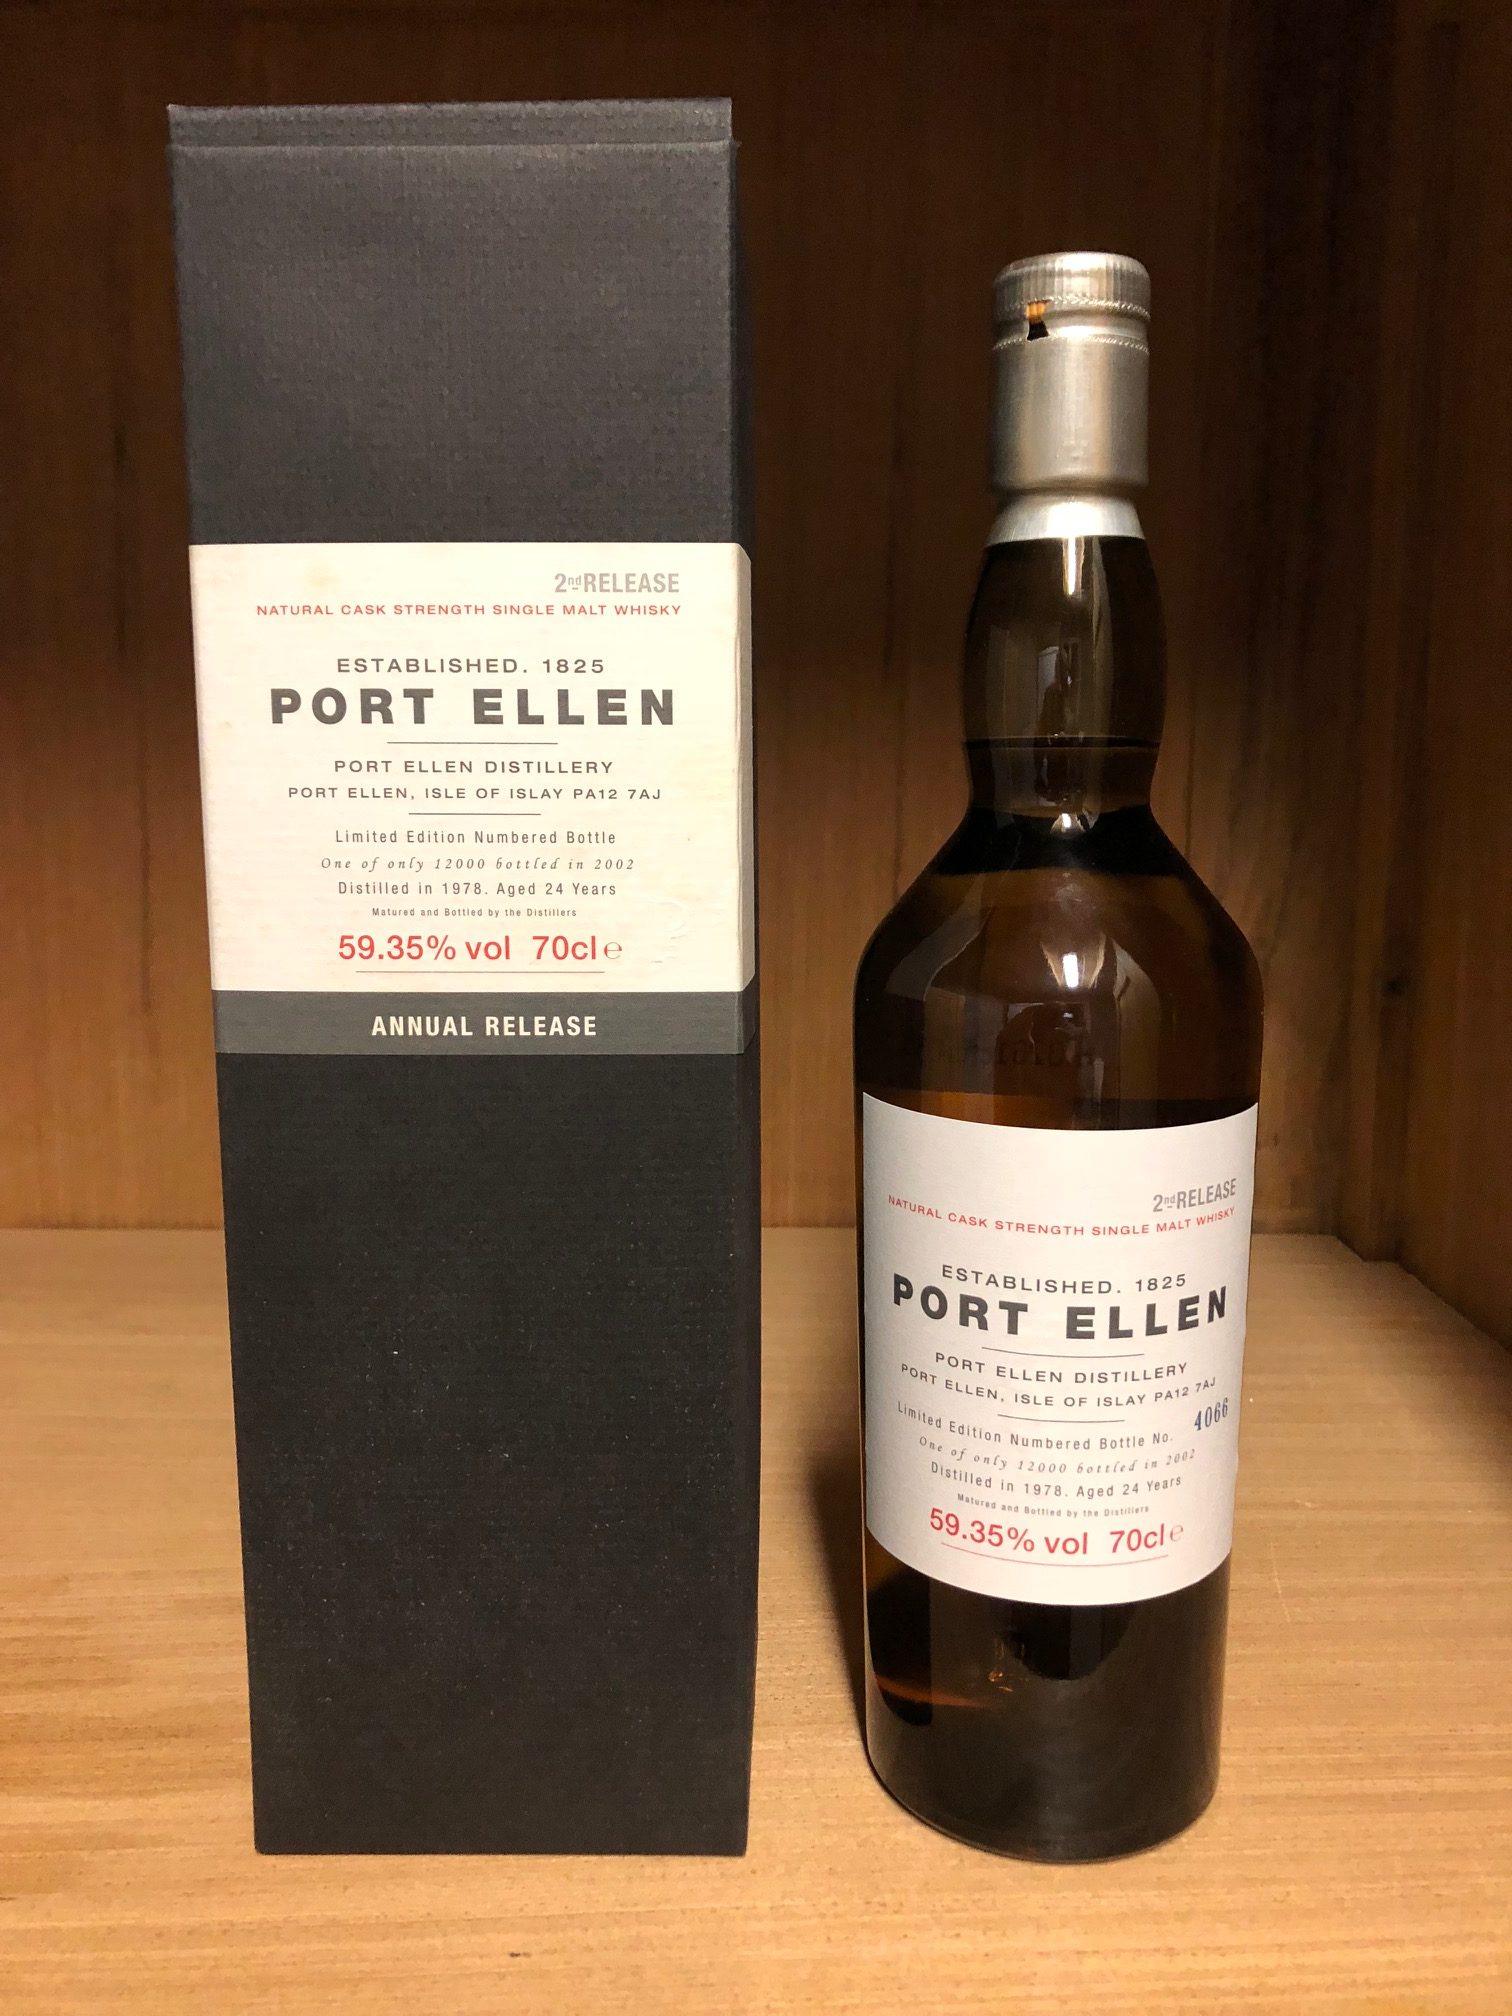 2nd RELEASE
NATURAL CASK STRENGTH SINGLE MALT WHISKY
ESTABLISHED. 1825
PORT ELLEN
PORT ELLEN DISTILLERY
PORT ELLEN, ISLE OF ISLAY PA12 7AJ
Limited Edition Numbered Bottle
One of only 12000 bottled in 2002
Distilled in 1978. Aged 24 Years
Matured and Bottled by the Distillers
59.35% vol 70cl ℮
ANNUAL RELEASE
2nd RELEASE
NATURAL CASK STRENGTH SINGLE MALT WHISKY
ESTABLISHED. 1825
PORT ELLEN
PORT ELLEN DISTILLERY
PORT ELLEN, ISLE OF ISLAY PA12 7AJ
Limited Edition Numbered Bottle No. 4066
One of only 12000 bottled in 2002
Distilled in 1978. Aged 24 Years
Matured and Bottled by the Distillers
59.35% vol 70cl ℮